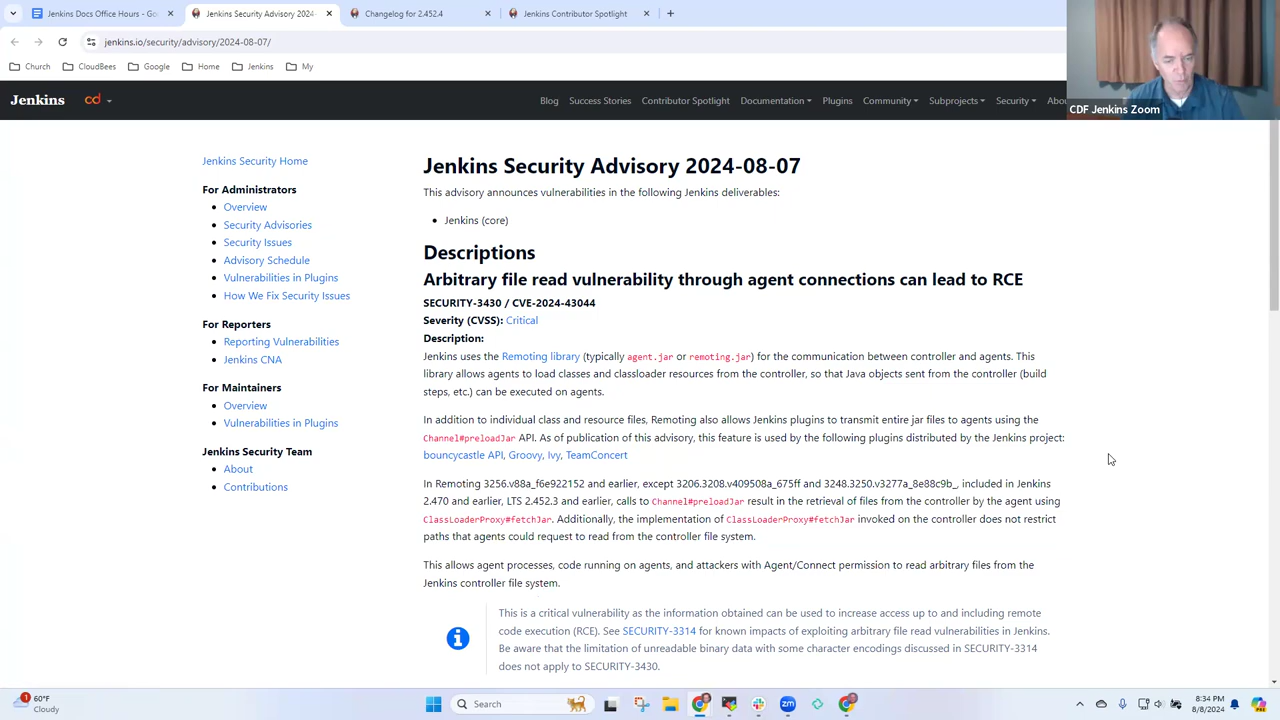 Jenkins Docs Office Hours - Goo
Jenkins Security Advisory 2024-
Changelog for 2.452.4
Jenkins Contributor Spotlight
jenkins.io/security/advisory/2024-08-07/
Church
CloudBees
Google
Home
Jenkins
My
CDF Jenkins Zoom
Jenkins
cd
Blog
Success Stories
Contributor Spotlight
Documentation
Plugins
Community
Subprojects
Security
Abou
Jenkins Security Home
For Administrators
Overview
Security Advisories
Security Issues
Advisory Schedule
Vulnerabilities in Plugins
How We Fix Security Issues
For Reporters
Reporting Vulnerabilities
Jenkins CNA
For Maintainers
Overview
Vulnerabilities in Plugins
Jenkins Security Team
About
Contributions
Jenkins Security Advisory 2024-08-07
This advisory announces vulnerabilities in the following Jenkins deliverables:
Jenkins (core)
Descriptions
Arbitrary file read vulnerability through agent connections can lead to RCE
SECURITY-3430 / CVE-2024-43044
Severity (CVSS): Critical
Description:
Jenkins uses the Remoting library (typically agent.jar or remoting.jar) for the communication between controller and agents. This
library allows agents to load classes and classloader resources from the controller, so that Java objects sent from the controller (build
steps, etc.) can be executed on agents.
In addition to individual class and resource files, Remoting also allows Jenkins plugins to transmit entire jar files to agents using the
Channel#preloadJar API. As of publication of this advisory, this feature is used by the following plugins distributed by the Jenkins project:
bouncycastle API, Groovy, Ivy, TeamConcert
In Remoting 3256.v88a_f6e922152 and earlier, except 3206.3208.v409508a_675ff and 3248.3250.v3277a_8e88c9b_, included in Jenkins
2.470 and earlier, LTS 2.452.3 and earlier, calls to Channel#preloadJar result in the retrieval of files from the controller by the agent using
ClassLoaderProxy#fetchJar. Additionally, the implementation of ClassLoaderProxy#fetchJar invoked on the controller does not restrict
paths that agents could request to read from the controller file system.
This allows agent processes, code running on agents, and attackers with Agent/Connect permission to read arbitrary files from the
Jenkins controller file system.
This is a critical vulnerability as the information obtained can be used to increase access up to and including remote
code execution (RCE). See SECURITY-3314 for known impacts of exploiting arbitrary file read vulnerabilities in Jenkins.
Be aware that the limitation of unreadable binary data with some character encodings discussed in SECURITY-3314
does not apply to SECURITY-3430.
1
60°F
Cloudy
Search
zm
8:34 PM
8/8/2024